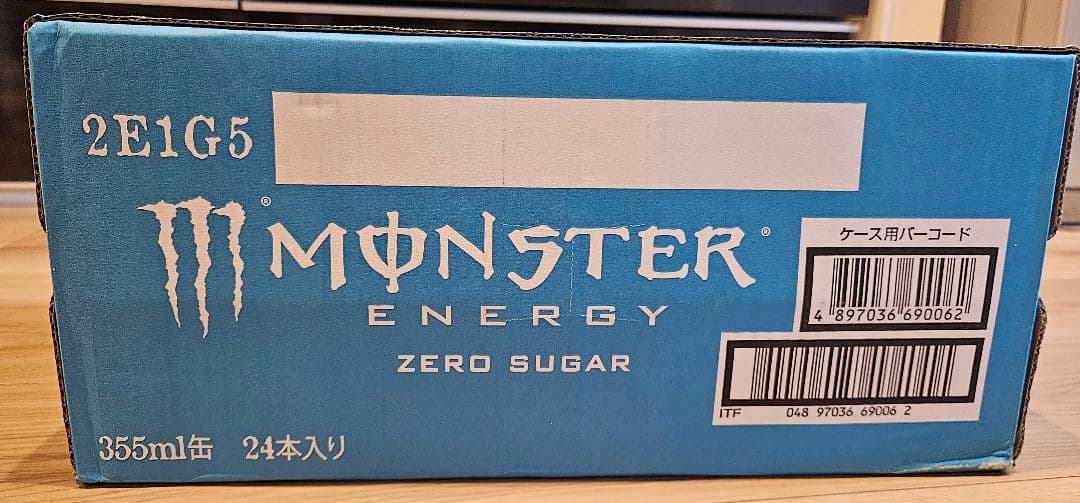 2E1G5
MONSTER
ENERGY
ZERO SUGAR
ケース用バーコード
4 897036 690062
ITF 048 97036 69006 2
355ml缶 24本入り